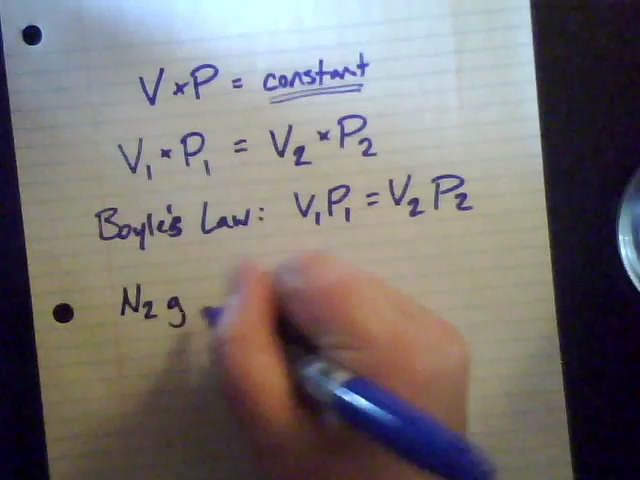 V × P = constant
V₁ × P₁ = V₂ × P₂
Boyle's Law: V₁P₁ = V₂P₂
N₂ g